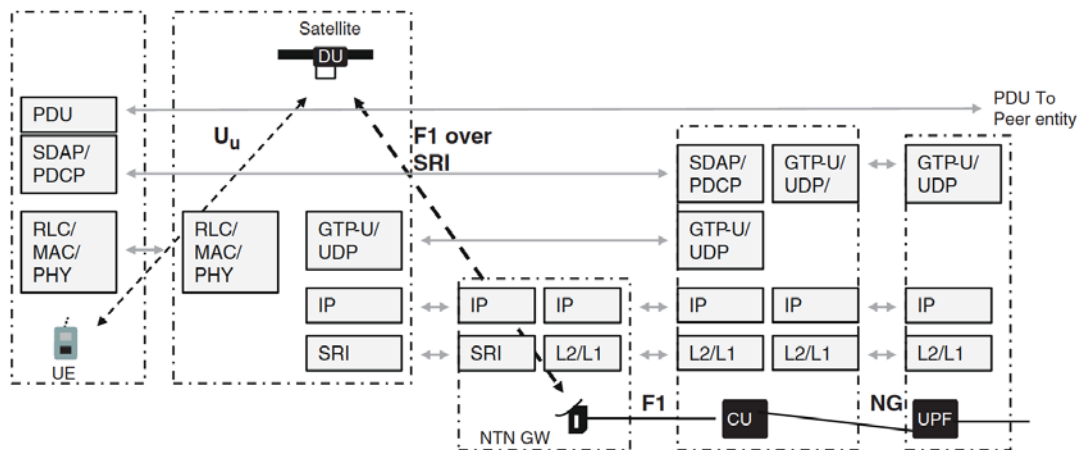 Satellite
DU
PDU
PDU To
Peer entity
Uu
F1 over
SRI
SDAP/
PDCP
SDAP/
PDCP
GTP-U/
UDP/
GTP-U/
UDP
RLC/
MAC/
PHY
RLC/
MAC/
PHY
GTP-U/
UDP
GTP-U/
UDP
IP
IP
IP
IP
IP
IP
SRI
SRI
L2/L1
L2/L1
L2/L1
L2/L1
UE
NTN GW
F1
CU
NG
UPF